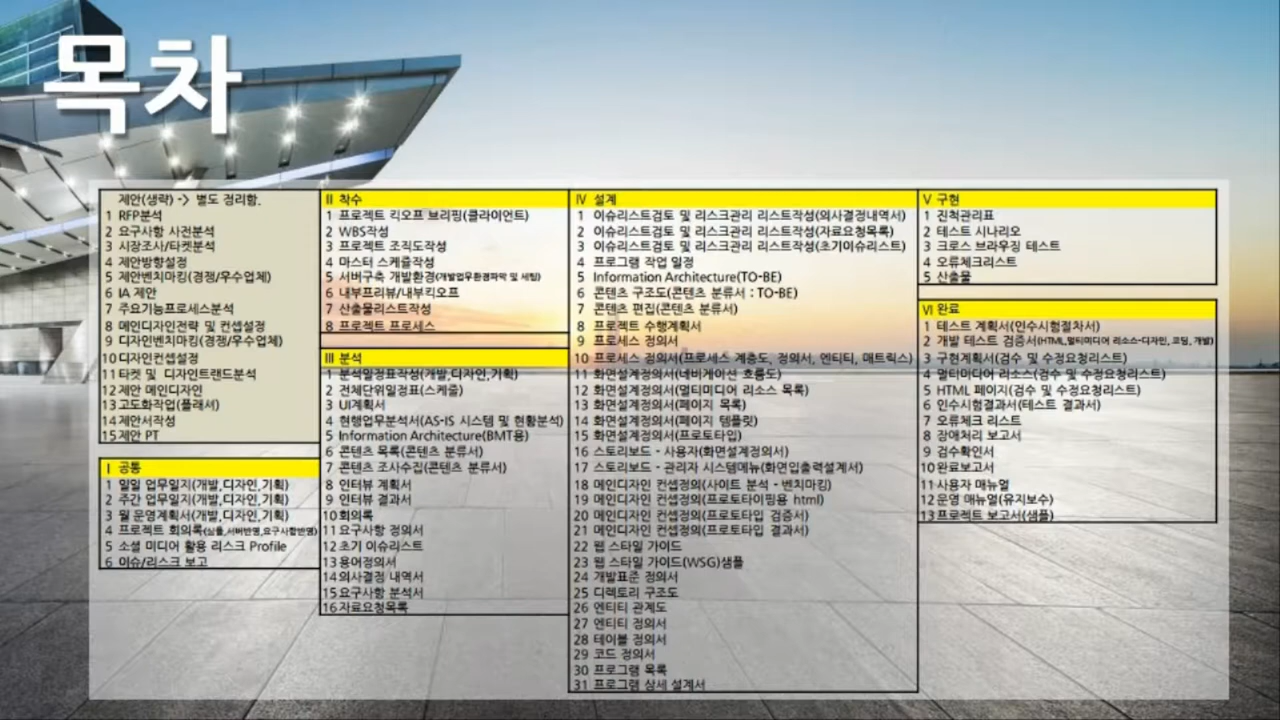 목차
제안(생략) -> 별도 정리함.
1 RFP분석
2 요구사항 사전분석
3 시장조사/타켓분석
4 제안방향설정
5 제안벤치마킹(경쟁/우수업체)
6 IA 제안
7 주요기능프로세스분석
8 메인디자인전략 및 컨셉설정
9 디자인벤치마킹(경쟁/우수업체)
10 디자인컨셉설정
11 타켓 및 디자인트랜드분석
12 제안 메인디자인
13 고도화작업(플래서)
14 제안서작성
15 제안 PT
I 공통
1 일일 업무일지(개발,디자인,기획)
2 주간 업무일지(개발,디자인,기획)
3 월 운영계획서(개발,디자인,기획)
4 프로젝트 회의록(심플,서버반영,요구사항반영)
5 소셜 미디어 활용 리스크 Profile
6 이슈/리스크 보고
II 착수
1 프로젝트 킥오프 브리핑(클라이언트)
2 WBS작성
3 프로젝트 조직도작성
4 마스터 스케줄작성
5 서버구축 개발환경(개발업무환경파악 및 세팅)
6 내부프리뷰/내부킥오프
7 산출물리스트작성
8 프로젝트 프로세스
III 분석
1 분석일정표작성(개발,디자인,기획)
2 전체단위일정표(스케줄)
3 UI계획서
4 현행업무분석서(AS-IS 시스템 및 현황분석)
5 Information Architecture(BMT용)
6 콘텐츠 목록(콘텐츠 분류서)
7 콘텐츠 조사수집(콘텐츠 분류서)
8 인터뷰 계획서
9 인터뷰 결과서
10 회의록
11 요구사항 정의서
12 초기 이슈리스트
13 용어정의서
14 의사결정 내역서
15 요구사항 분석서
16 자료요청목록
IV 설계
1 이슈리스트검토 및 리스크관리 리스트작성(의사결정내역서)
2 이슈리스트검토 및 리스크관리 리스트작성(자료요청목록)
3 이슈리스트검토 및 리스크관리 리스트작성(초기이슈리스트)
4 프로그램 작업 일정
5 Information Architecture(TO-BE)
6 콘텐츠 구조도(콘텐츠 분류서 : TO-BE)
7 콘텐츠 편집(콘텐츠 분류서)
8 프로젝트 수행계획서
9 프로세스 정의서
10 프로세스 정의서(프로세스 계층도, 정의서, 엔티티, 매트릭스)
11 화면설계정의서(네비게이션 흐름도)
12 화면설계정의서(멀티미디어 리소스 목록)
13 화면설계정의서(페이지 목록)
14 화면설계정의서(페이지 템플릿)
15 화면설계정의서(프로토타입)
16 스토리보드 - 사용자(화면설계정의서)
17 스토리보드 - 관리자 시스템메뉴(화면입출력설계서)
18 메인디자인 컨셉정의(사이트 분석 - 벤치마킹)
19 메인디자인 컨셉정의(프로토타이핑용 html)
20 메인디자인 컨셉정의(프로토타입 검증서)
21 메인디자인 컨셉정의(프로토타입 결과서)
22 웹 스타일 가이드
23 웹 스타일 가이드(WSG)샘플
24 개발표준 정의서
25 디렉토리 구조도
26 엔티티 관계도
27 엔티티 정의서
28 테이블 정의서
29 코드 정의서
30 프로그램 목록
31 프로그램 상세 설계서
V 구현
1 진척관리표
2 테스트 시나리오
3 크로스 브라우징 테스트
4 오류체크리스트
5 산출물
VI 완료
1 테스트 계획서(인수시험절차서)
2 개발 테스트 검증서(HTML,멀티미디어 리소스-디자인, 코딩, 개발)
3 구현계획서(검수 및 수정요청리스트)
4 멀티미디어 리소스(검수 및 수정요청리스트)
5 HTML 페이지(검수 및 수정요청리스트)
6 인수시험결과서(테스트 결과서)
7 오류체크 리스트
8 장애처리 보고서
9 검수확인서
10 완료보고서
11 사용자 매뉴얼
12 운영 매뉴얼(유지보수)
13 프로젝트 보고서(샘플)